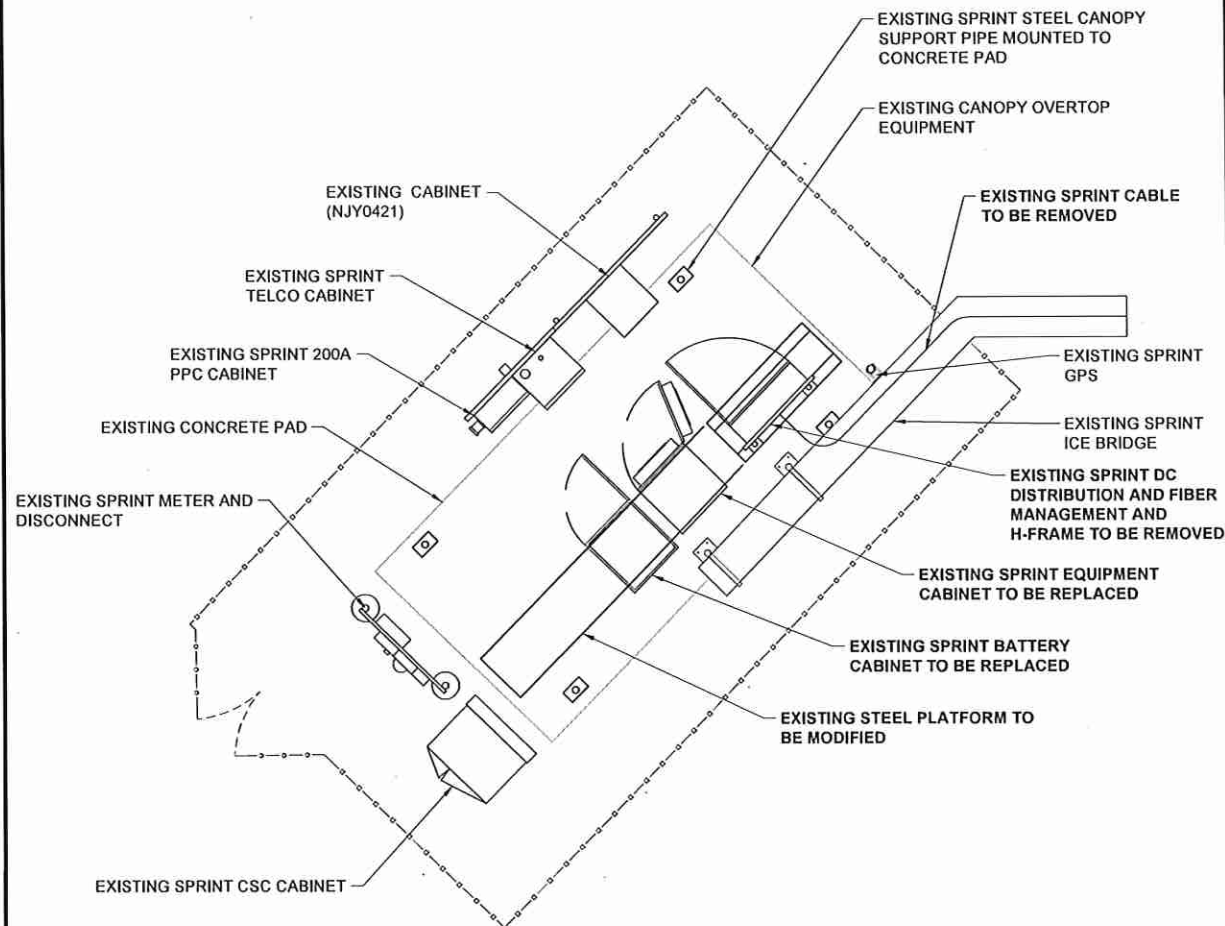 EXISTING SPRINT STEEL CANOPY
SUPPORT PIPE MOUNTED TO
CONCRETE PAD
EXISTING CANOPY OVERTOP
EQUIPMENT
EXISTING CABINET
(NJY0421)
EXISTING SPRINT CABLE
TO BE REMOVED
EXISTING SPRINT
TELCO CABINET
EXISTING SPRINT 200A
PPC CABINET
EXISTING SPRINT
GPS
EXISTING CONCRETE PAD
EXISTING SPRINT
ICE BRIDGE
EXISTING SPRINT METER AND
DISCONNECT
EXISTING SPRINT DC
DISTRIBUTION AND FIBER
MANAGEMENT AND
H-FRAME TO BE REMOVED
EXISTING SPRINT EQUIPMENT
CABINET TO BE REPLACED
EXISTING SPRINT BATTERY
CABINET TO BE REPLACED
EXISTING STEEL PLATFORM TO
BE MODIFIED
EXISTING SPRINT CSC CABINET